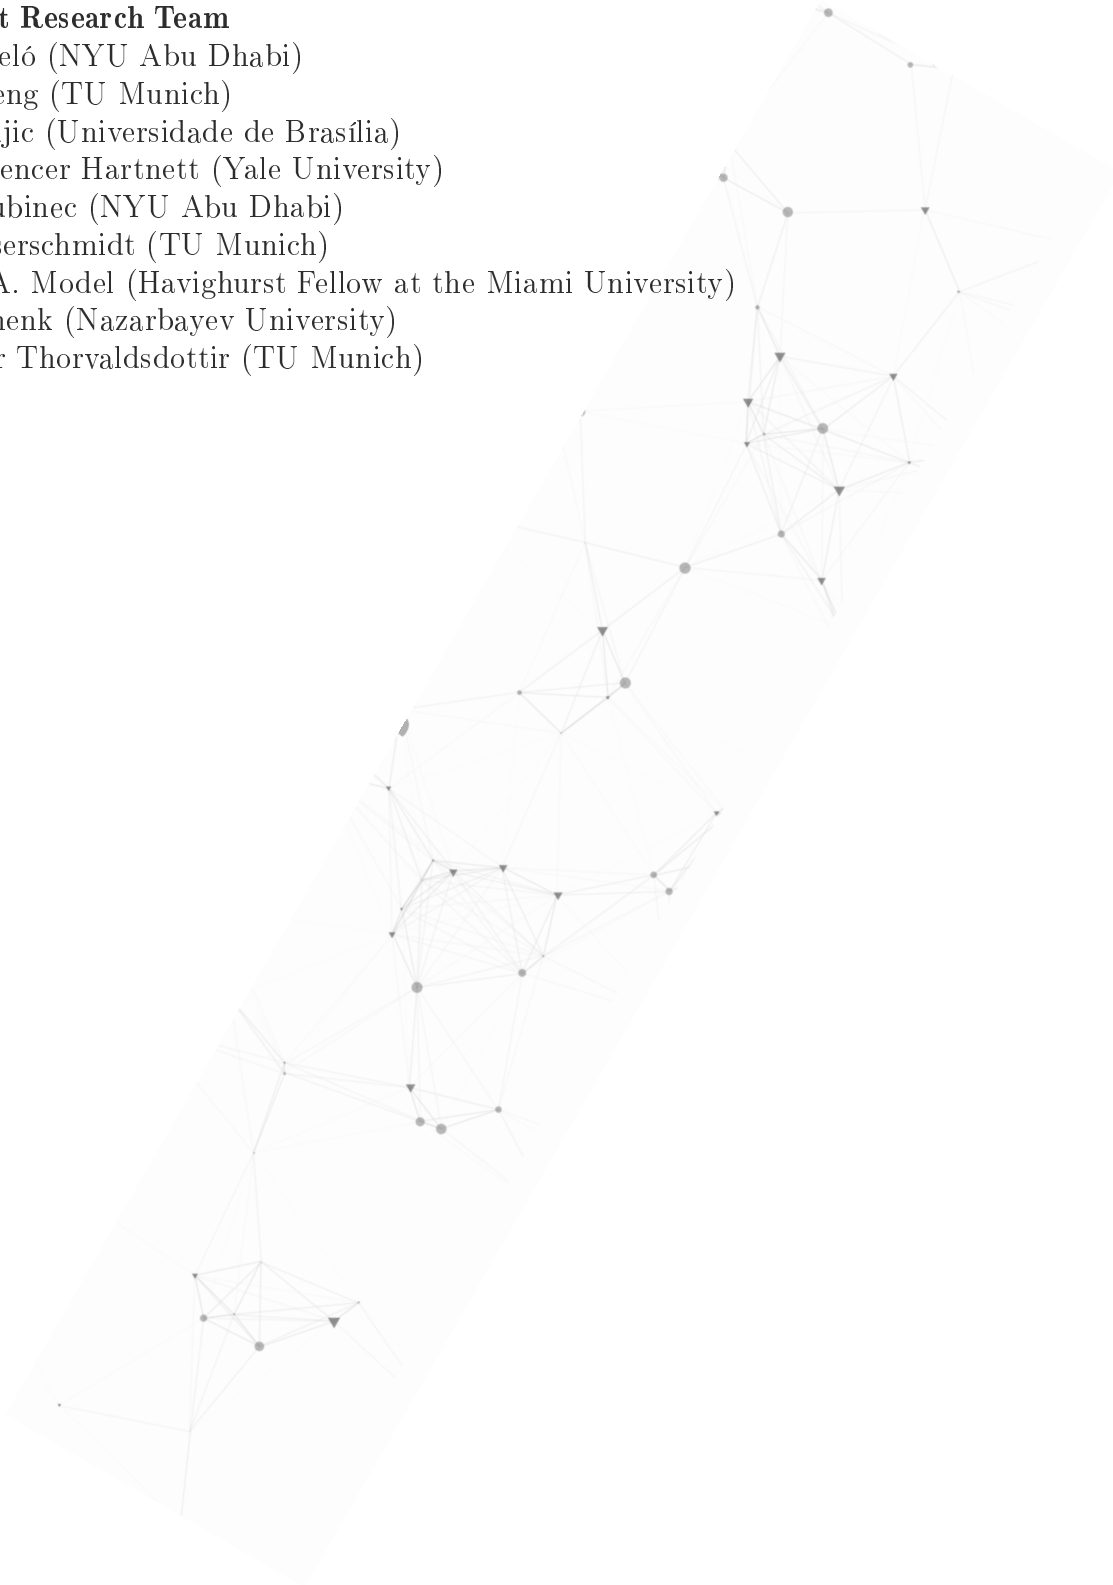 t Research Team
eló (NYU Abu Dhabi)
eng (TU Munich)
jic (Universidade de Brasília)
encer Hartnett (Yale University)
ubinec (NYU Abu Dhabi)
serschmidt (TU Munich)
A. Model (Havighurst Fellow at the Miami University)
henk (Nazarbayev University)
r Thorvaldsdottir (TU Munich)